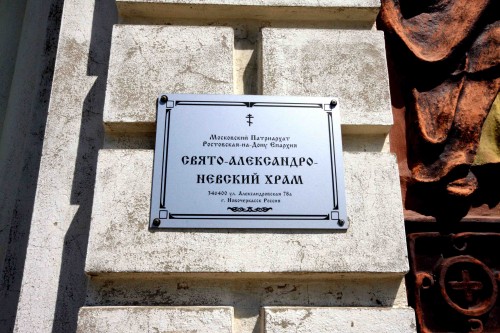 Московский Патриархат
Ростовская-на-Дону Епархия
СВЯТО-АЛЕКСАНДРО-
НЕВСКИЙ ХРАМ
346400 ул. Александровская 78а
г. Новочеркасск Россия